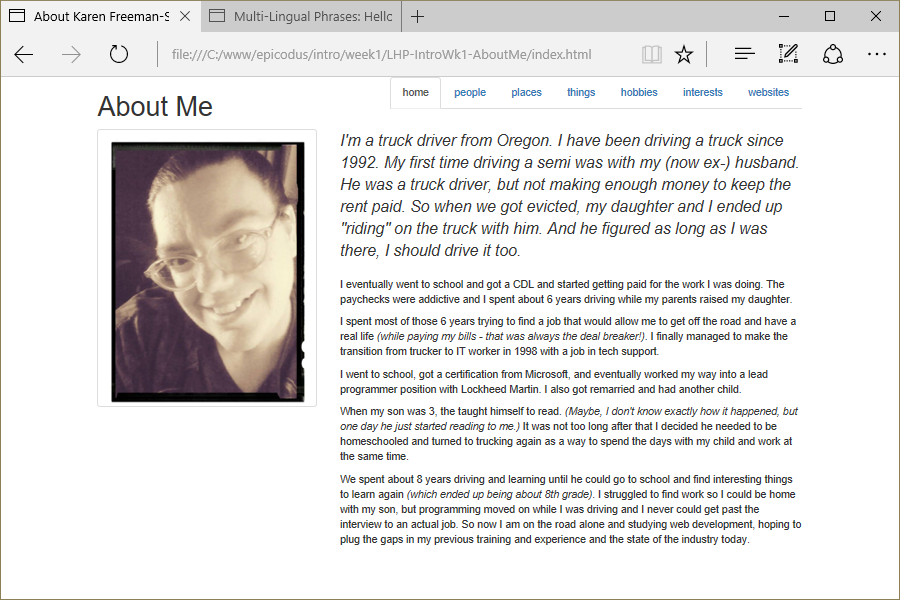 About Karen Freeman-S
Multi-Lingual Phrases: Hellc
file:///C:/www/epicodus/intro/week1/LHP-IntroWk1-AboutMe/index.html
home people places things hobbies interests websites
About Me
I'm a truck driver from Oregon. I have been driving a truck since
1992. My first time driving a semi was with my (now ex-) husband.
He was a truck driver, but not making enough money to keep the
rent paid. So when we got evicted, my daughter and I ended up
"riding" on the truck with him. And he figured as long as I was
there, I should drive it too.
I eventually went to school and got a CDL and started getting paid for the work I was doing. The
paychecks were addictive and I spent about 6 years driving while my parents raised my daughter.
I spent most of those 6 years trying to find a job that would allow me to get off the road and have a
real life (while paying my bills - that was always the deal breaker!). I finally managed to make the
transition from trucker to IT worker in 1998 with a job in tech support.
I went to school, got a certification from Microsoft, and eventually worked my way into a lead
programmer position with Lockheed Martin. I also got remarried and had another child.
When my son was 3, the taught himself to read. (Maybe, I don't know exactly how it happened, but
one day he just started reading to me.) It was not too long after that I decided he needed to be
homeschooled and turned to trucking again as a way to spend the days with my child and work at
the same time.
We spent about 8 years driving and learning until he could go to school and find interesting things
to learn again (which ended up being about 8th grade). I struggled to find work so I could be home
with my son, but programming moved on while I was driving and I never could get past the
interview to an actual job. So now I am on the road alone and studying web development, hoping to
plug the gaps in my previous training and experience and the state of the industry today.